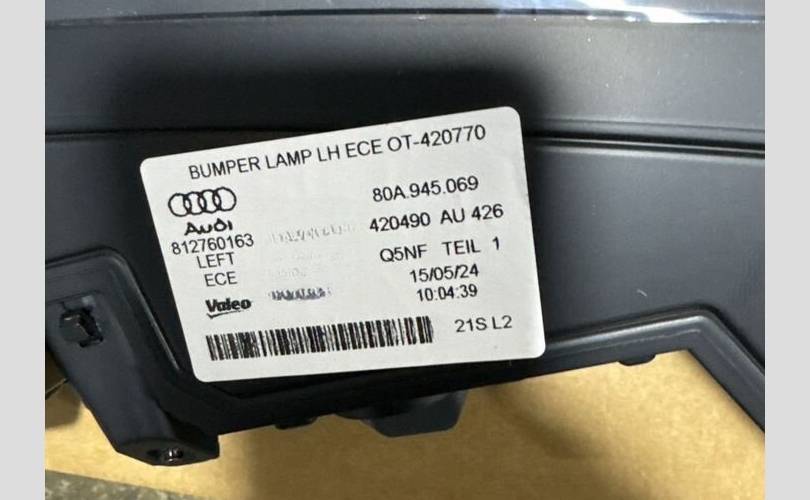 BUMPER LAMP LH ECE OT-420770
80A.945.069
Audi
420490 AU 426
812760163
LEFT
Q5NF TEIL 1
ECE
15/05/24
Valeo
10:04:39
21S L2